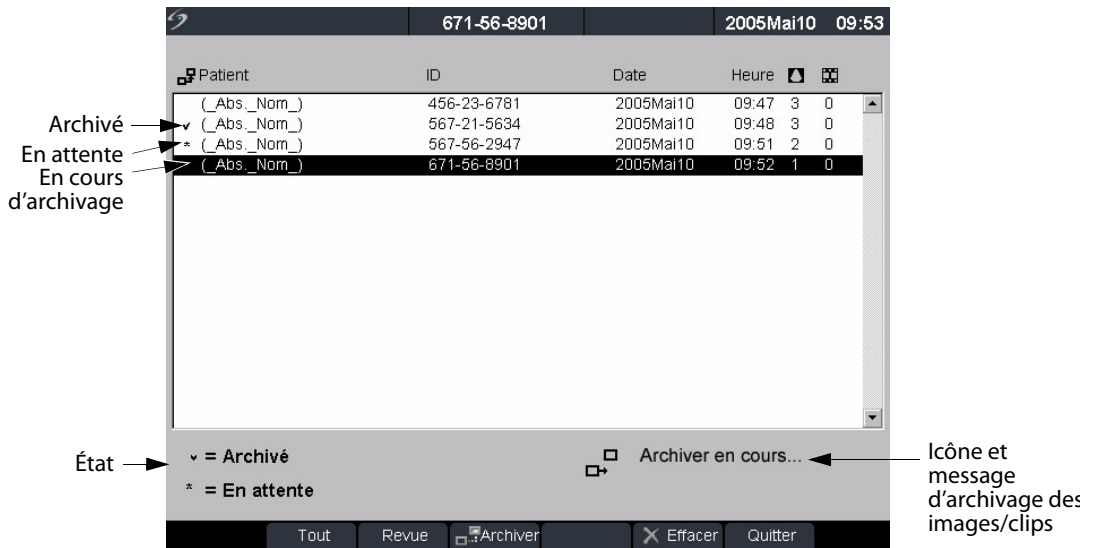 671-56-8901 2005Mai10 09:53
Patient ID Date Heure
(_Abs._Nom_) 456-23-6781 2005Mai10 09:47 3 0
Archivé
v (_Abs._Nom_) 567-21-5634 2005Mai10 09:48 3 0
En attente
* (_Abs._Nom_) 567-56-2947 2005Mai10 09:51 2 0
En cours
d'archivage
(_Abs._Nom_) 671-56-8901 2005Mai10 09:52 1 0
État
v = Archivé
* = En attente
Archiver en cours...
Icône et
message
d'archivage des
images/clips
Tout Revue Archiver Effacer Quitter